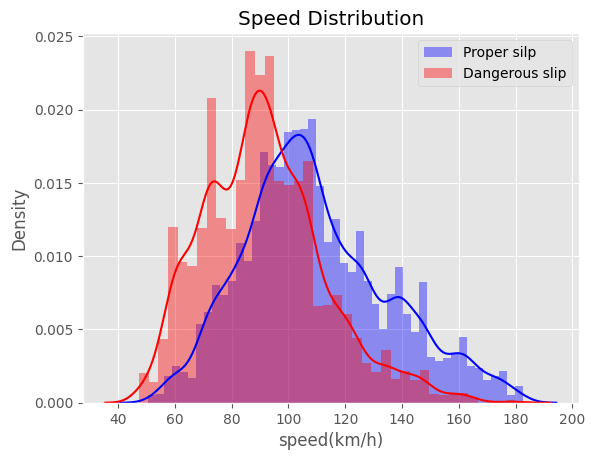 Speed Distribution
Proper silp
Dangerous slip
0.025
0.020
0.015
0.010
0.005
0.000
Density
40 60 80 100 120 140 160 180 200
speed(km/h)